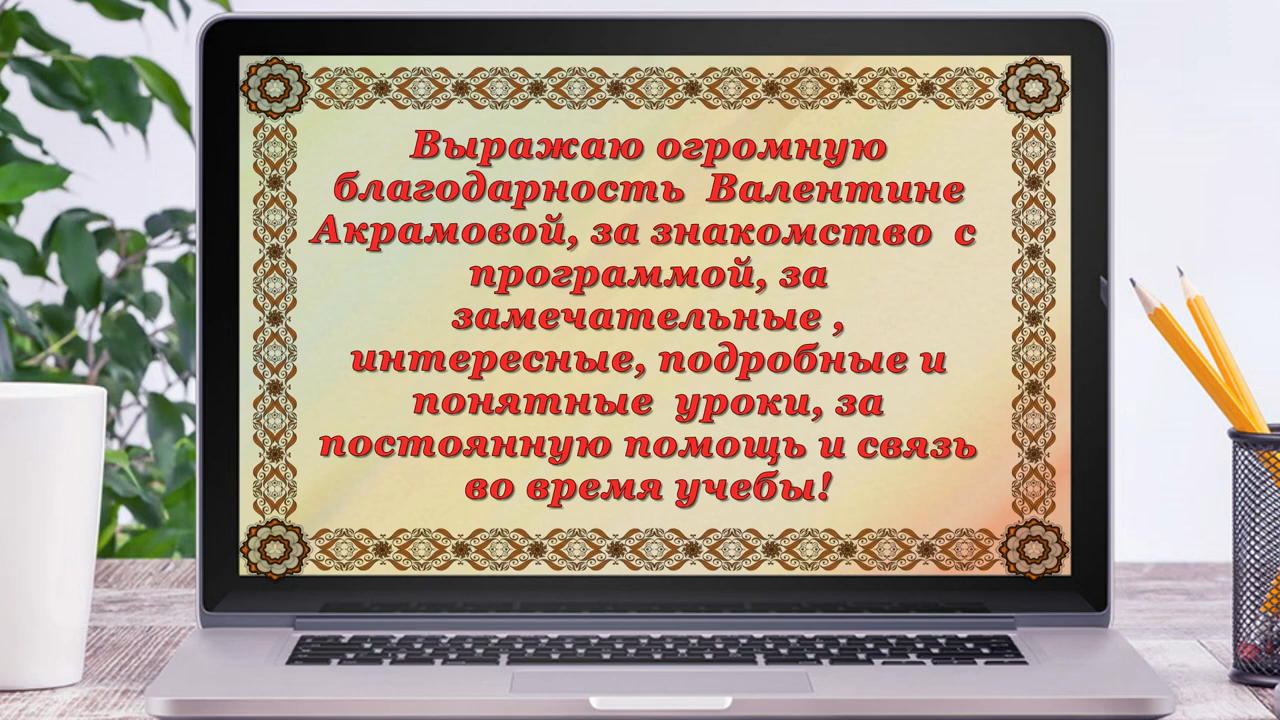 Выражаю огромную
благодарность  Валентине
Акрамовой, за знакомство  с
программой, за
замечательные ,
интересные, подробные и
понятные  уроки, за
постоянную помощь и связь
во время учебы!